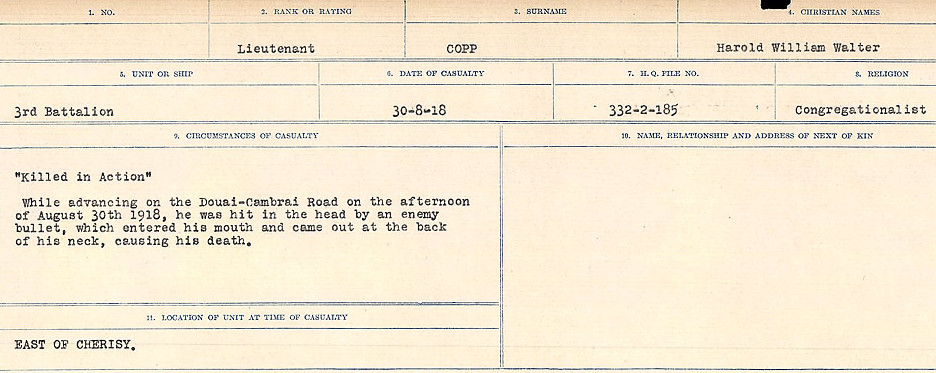 1. NO.
2. RANK OR RATING
3. SURNAME
4. CHRISTIAN NAMES
Lieutenant
COPP
Harold William Walter
5. UNIT OR SHIP
6. DATE OF CASUALTY
7. H. Q. FILE NO.
8. RELIGION
3rd Battalion
30-8-18
332-2-185
Congregationalist
9. CIRCUMSTANCES OF CASUALTY
10. NAME, RELATIONSHIP AND ADDRESS OF NEXT OF KIN
"Killed in Action"
While advancing on the Douai-Cambrai Road on the afternoon
of August 30th 1918, he was hit in the head by an enemy
bullet, which entered his mouth and came out at the back
of his neck, causing his death.
11. LOCATION OF UNIT AT TIME OF CASUALTY
EAST OF CHERISY.